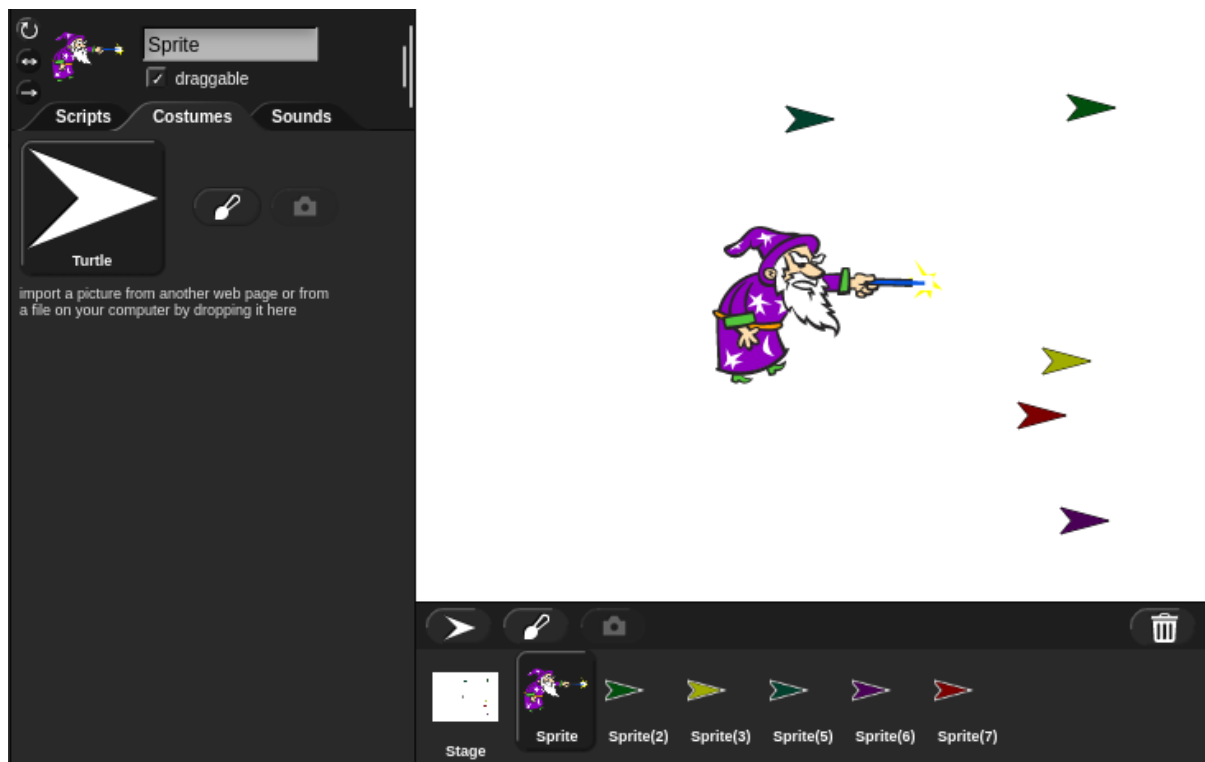 Sprite
draggable
Scripts Costumes Sounds
Turtle
import a picture from another web page or from
a file on your computer by dropping it here
Stage Sprite Sprite(2) Sprite(3) Sprite(5) Sprite(6) Sprite(7)